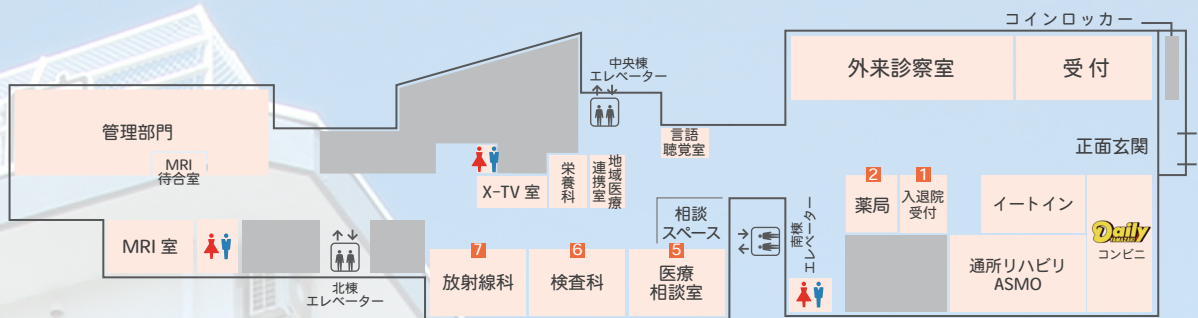 コインロッカー
中央棟
エレベーター
外来診察室
受付
管理部門
言語
聴覚室
正面玄関
MRI
待合室
X-TV 室
栄養科
地域医療
連携室
2
薬局
1
入退院
受付
イートイン
相談
スペース
南棟
エレベーター
Daily
コンビニ
MRI 室
7
放射線科
6
検査科
5
医療
相談室
通所リハビリ
ASMO
北棟
エレベーター